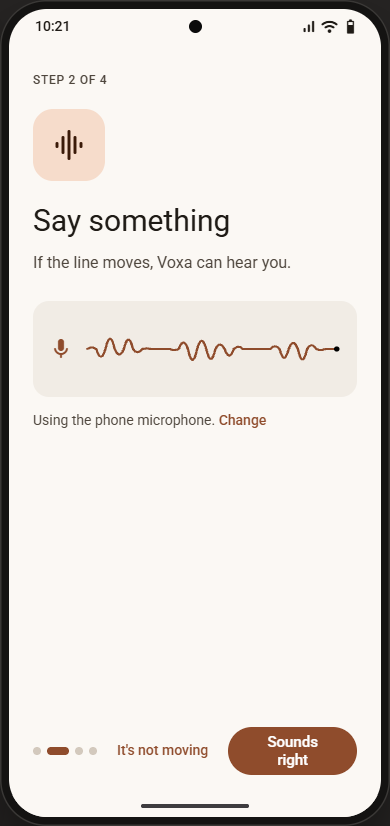 10:21
STEP 2 OF 4
Say something
If the line moves, Voxa can hear you.
Using the phone microphone. Change
It's not moving
Sounds
right